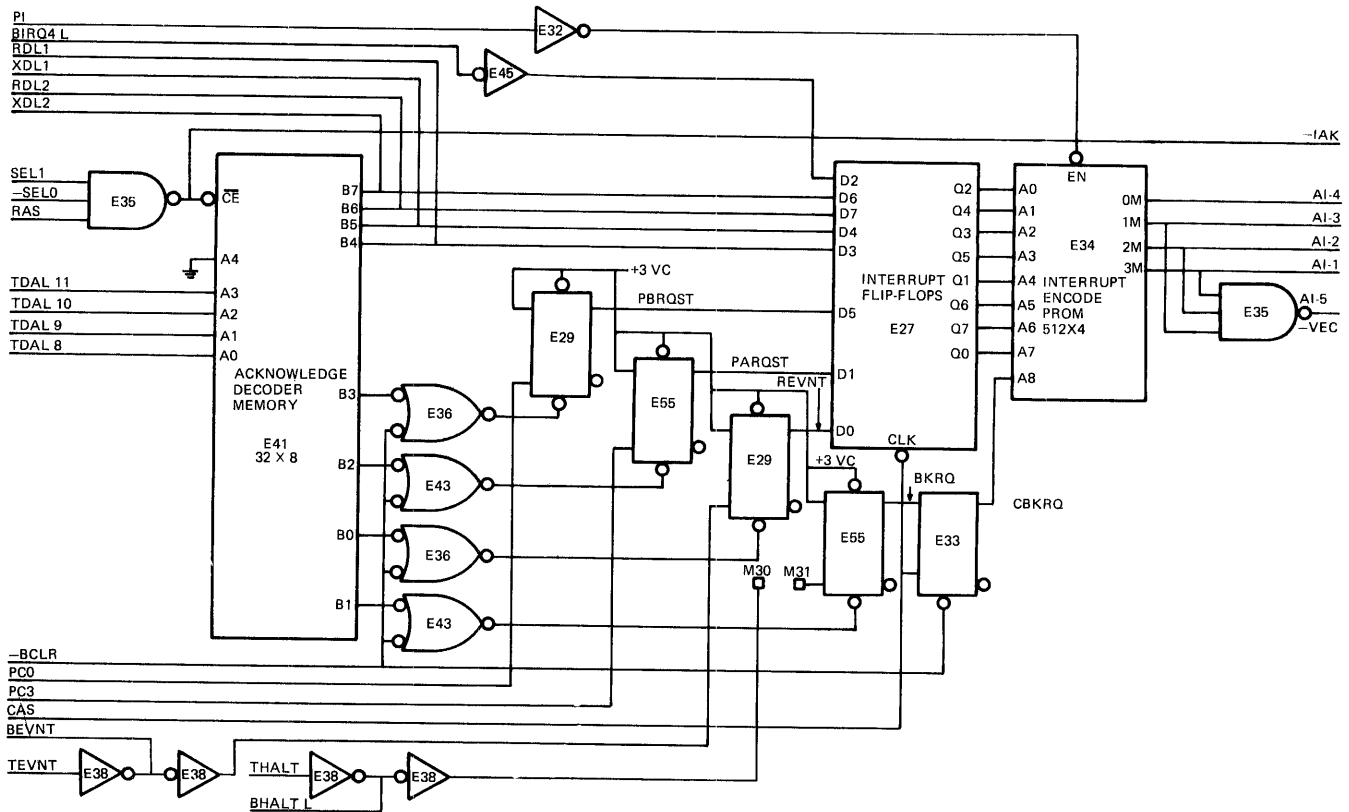 PI
BIRQ4 L
RDL1
XDL1
RDL2
XDL2
E32
E45
–IAK
SEL1
–SEL0
RAS
E35
CE
A4
TDAL 11
TDAL 10
TDAL 9
TDAL 8
A3
A2
A1
A0
ACKNOWLEDGE
DECODER
MEMORY
E41
32 X 8
B7
B6
B5
B4
B3
B2
B0
B1
E36
E43
E36
E43
+3 VC
PBRQST
E29
PARQST
E55
REVNT
E29
+3 VC
BKRQ
E55
E33
CBKRQ
M30
M31
D2
D6
D7
D4
D3
D5
D1
D0
INTERRUPT
FLIP-FLOPS
E27
CLK
Q2
Q4
Q3
Q5
Q1
Q6
Q7
Q0
EN
A0
A1
A2
A3
A4
A5
A6
A7
A8
E34
INTERRUPT
ENCODE
PROM
512X4
0M
1M
2M
3M
AI-4
AI-3
AI-2
AI-1
E35
AI-5
–VEC
–BCLR
PC0
PC3
CAS
BEVNT
TEVNT
E38
E38
THALT
E38
E38
BHALT L